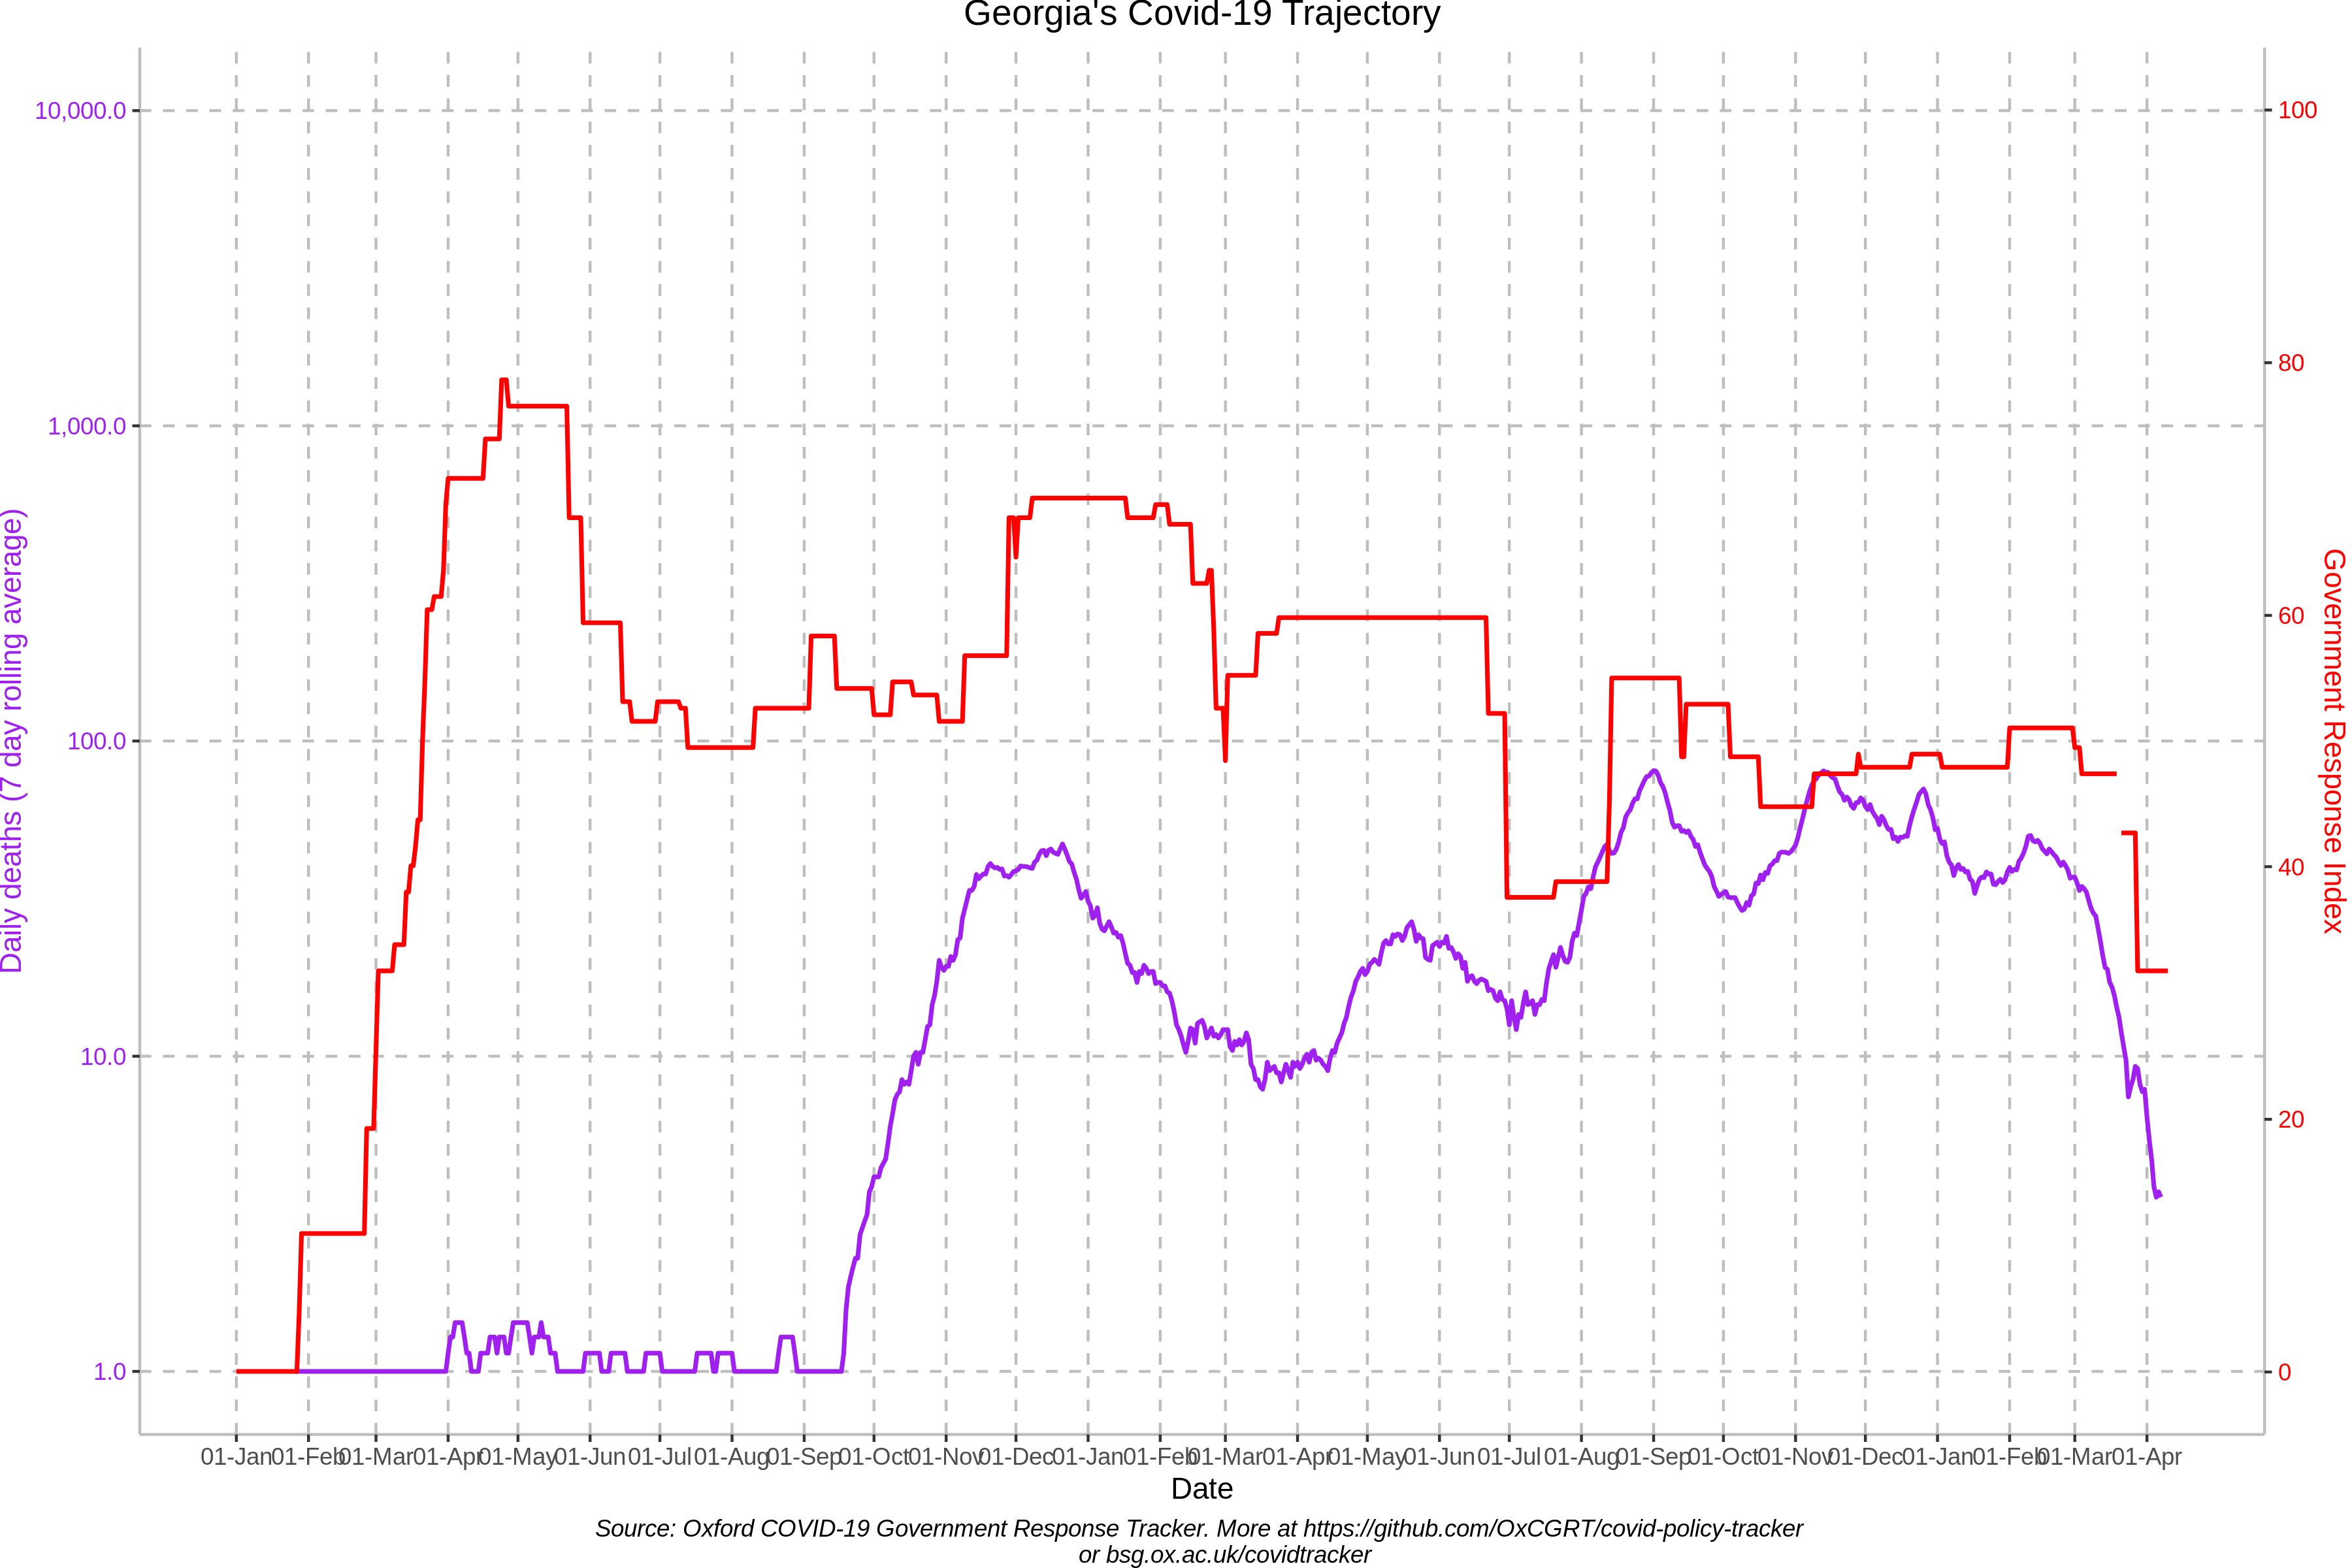 Georgia's Covid-19 Trajectory
10,000.0
1,000.0
100.0
10.0
1.0
Daily deaths (7 day rolling average)
100
80
60
40
20
0
Government Response Index
01-Jan 01-Feb 01-Mar 01-Apr 01-May 01-Jun 01-Jul 01-Aug 01-Sep 01-Oct 01-Nov 01-Dec 01-Jan 01-Feb 01-Mar 01-Apr 01-May 01-Jun 01-Jul 01-Aug 01-Sep 01-Oct 01-Nov 01-Dec 01-Jan 01-Feb 01-Mar 01-Apr
Date
Source: Oxford COVID-19 Government Response Tracker. More at https://github.com/OxCGRT/covid-policy-tracker
or bsg.ox.ac.uk/covidtracker